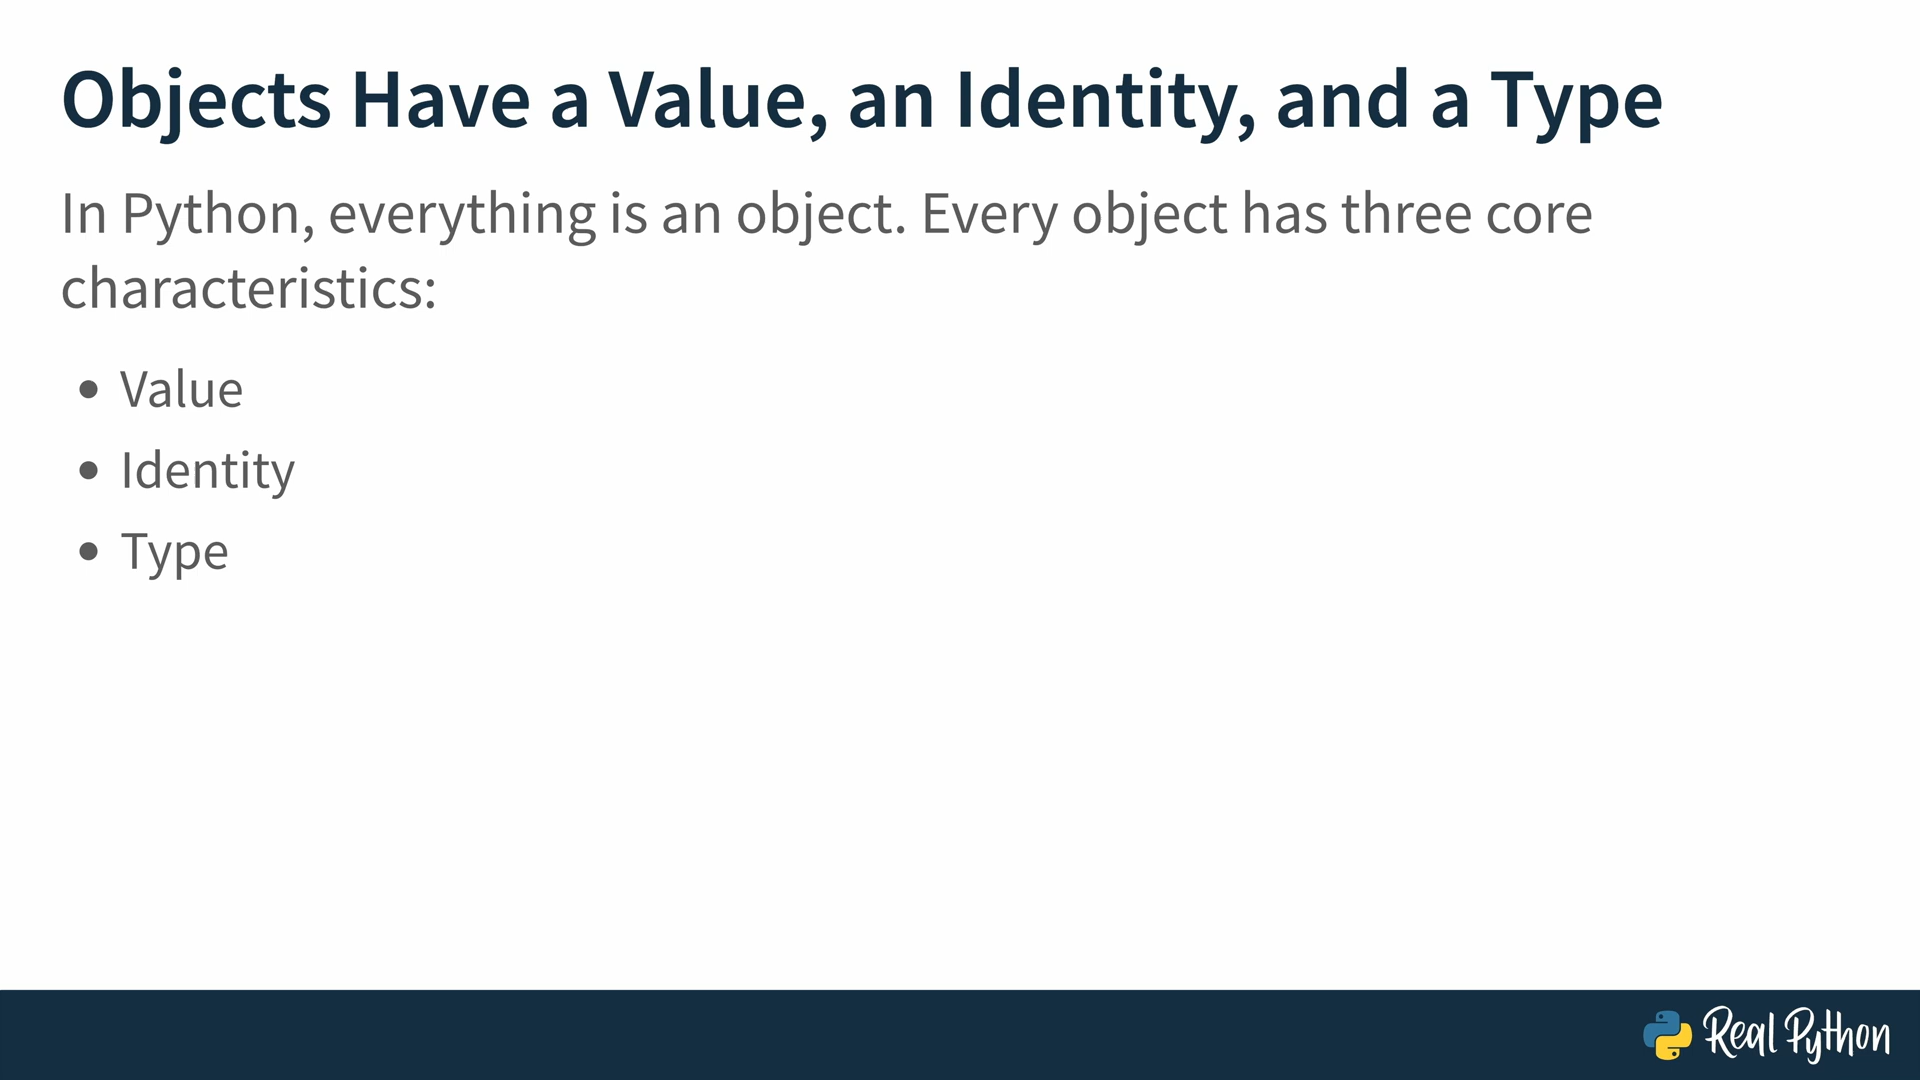 Objects Have a Value, an Identity, and a Type
In Python, everything is an object. Every object has three core
characteristics:
• Value
• Identity
• Type
Real Python